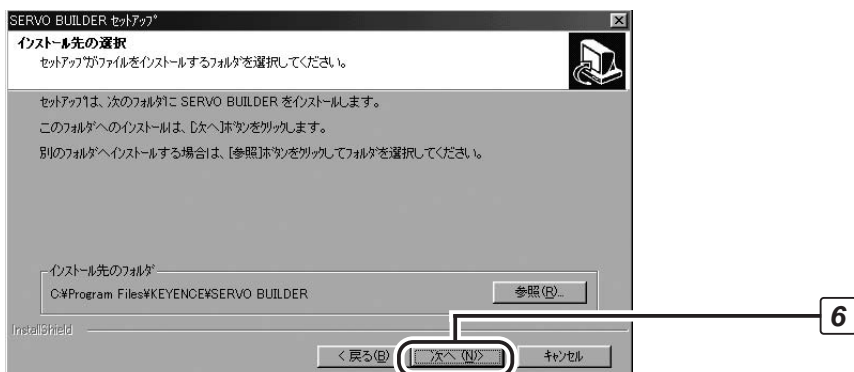 SERVO BUILDER セットアップ
インストール先の選択
セットアップがファイルをインストールするフォルダを選択してください。
セットアップは、次のフォルダに SERVO BUILDER をインストールします。
このフォルダへのインストールは、[次へ]ボタンをクリックします。
別のフォルダへインストールする場合は、[参照]ボタンをクリックしてフォルダを選択してください。
インストール先のフォルダ
C:¥Program Files¥KEYENCE¥SERVO BUILDER
参照(R)...
6
InstallShield
< 戻る(B)
次へ (N)>
キャンセル